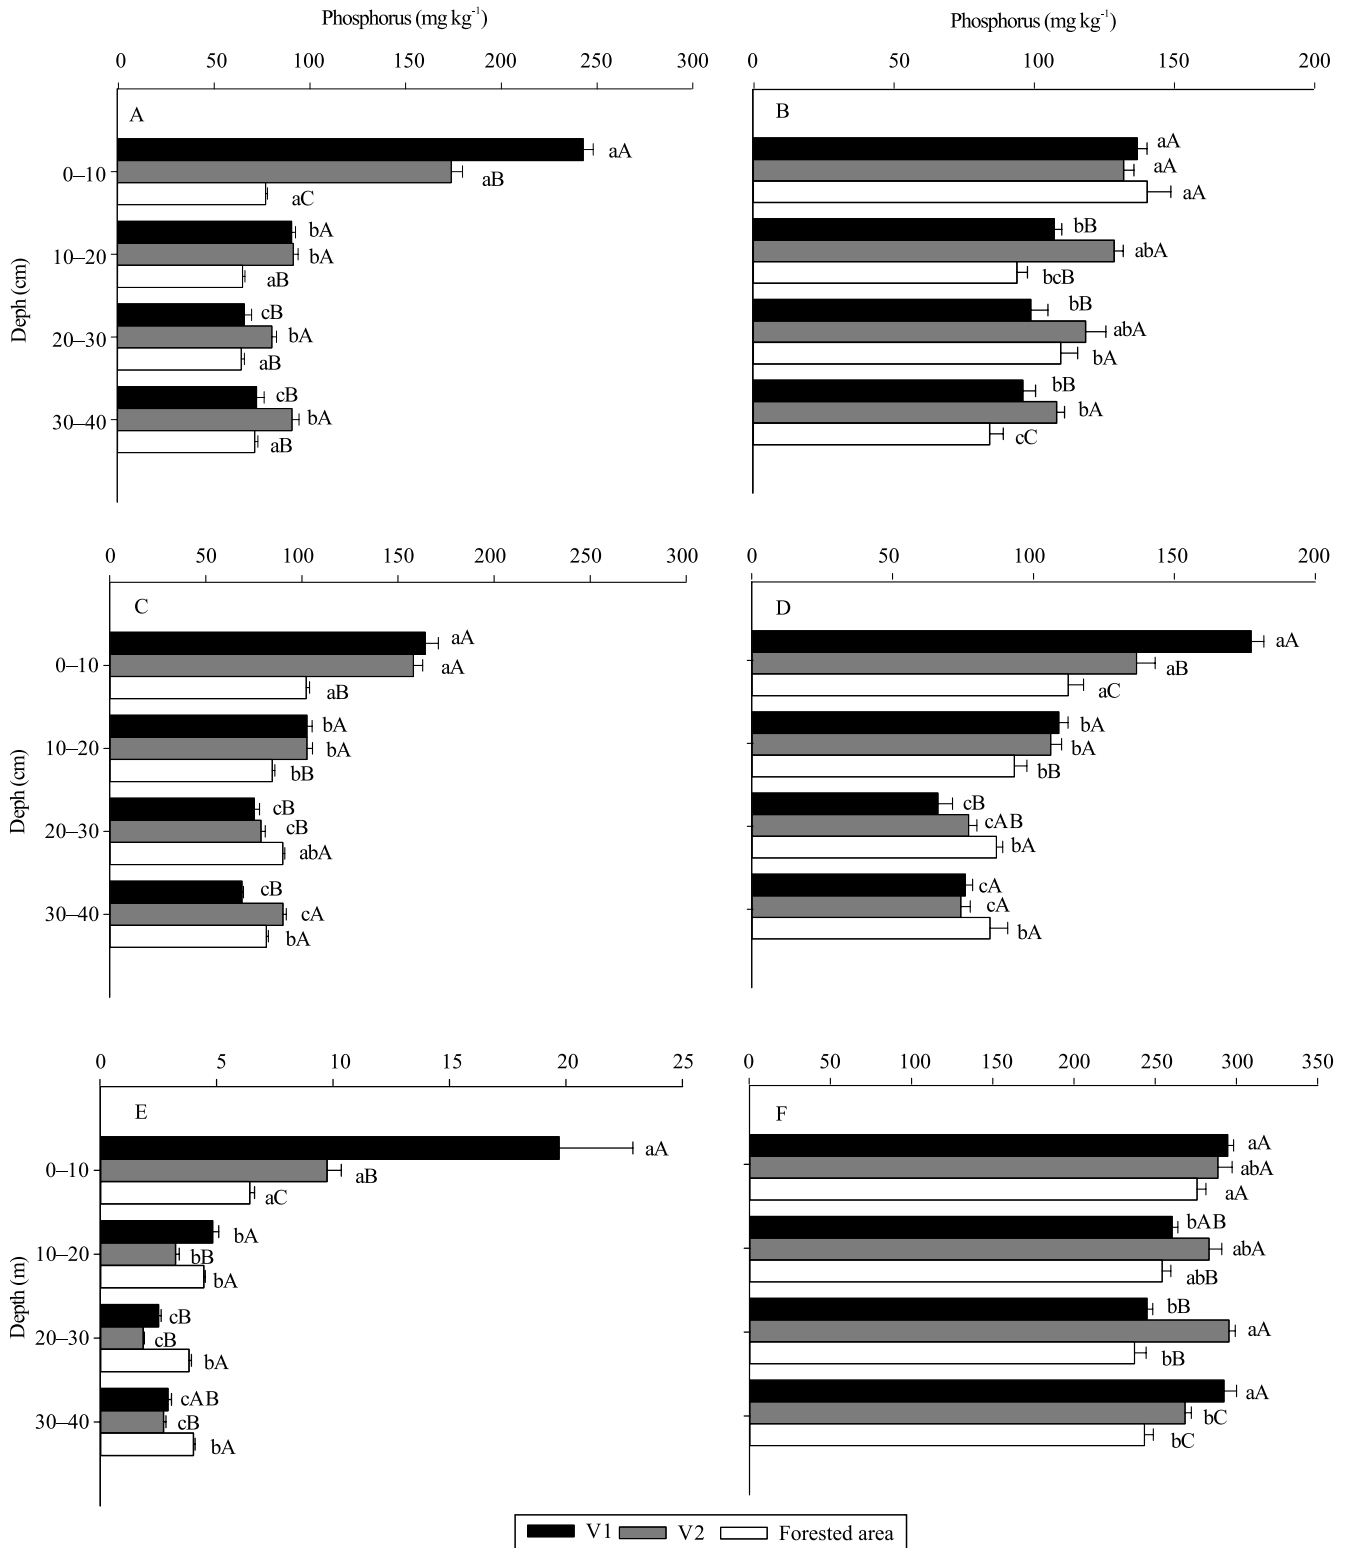 Phosphorus (mg kg-1)
Phosphorus (mg kg-1)
0 50 100 150 200 250 300
0 50 100 150 200
A
B
Deph (cm)
0–10
aA
aB
aC
10–20
bA
bA
aB
20–30
cB
bA
aB
30–40
cB
bA
aB
aA
aA
aA
bB
abA
bcB
bB
abA
bA
bB
bA
cC
0 50 100 150 200 250 300
0 50 100 150 200
C
D
Deph (cm)
0–10
aA
aA
aB
10–20
bA
bA
bB
20–30
cB
cB
abA
30–40
cB
cA
bA
aA
aB
aC
bA
bA
bB
cB
cAB
bA
cA
cA
bA
0 5 10 15 20 25
0 50 100 150 200 250 300 350
E
F
Depth (m)
0–10
aA
aB
aC
10–20
bA
bB
bA
20–30
cB
cB
bA
30–40
cAB
cB
bA
aA
abA
aA
bAB
abA
abB
bB
aA
bB
aA
bC
bC
V1 V2 Forested area